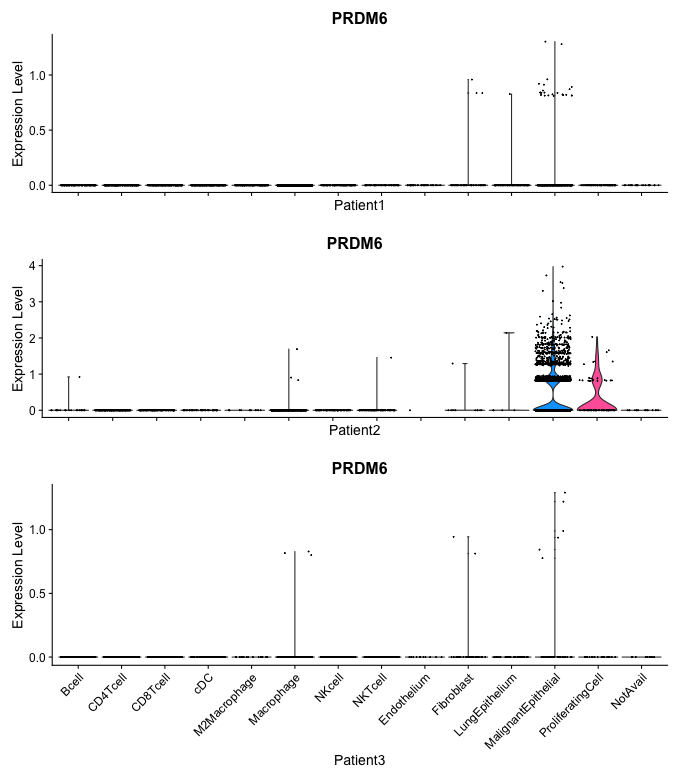 PRDM6
1.0
0.5
0.0
Expression Level
Patient1
PRDM6
4
3
2
1
0
Expression Level
Patient2
PRDM6
1.0
0.5
0.0
Expression Level
Bcell
CD4Tcell
CD8Tcell
cDC
M2Macrophage
Macrophage
NKcell
NKTcell
Endothelium
Fibroblast
LungEpithelium
MalignantEpithelial
ProliferatingCell
NotAvail
Patient3